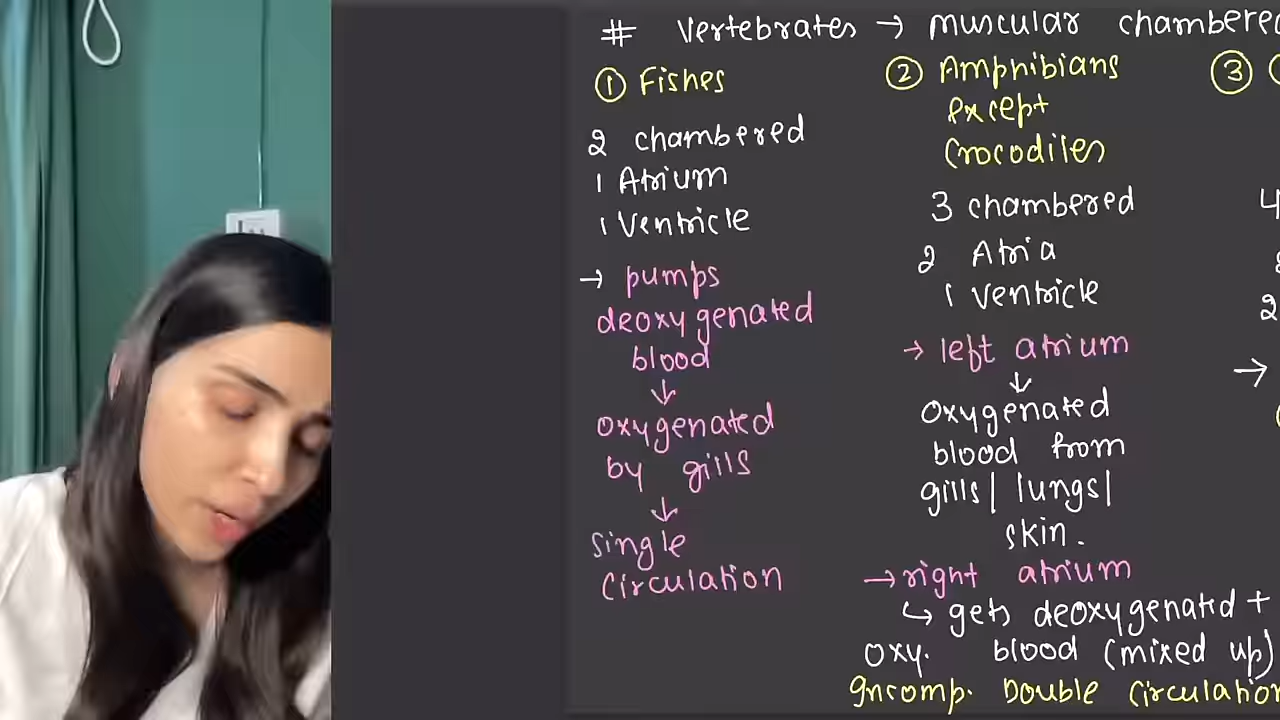 # Vertebrates → muscular chambered
① Fishes
2 chambered
1 Atrium
1 Ventricle
→ pumps
deoxygenated
blood
↓
oxygenated
by gills
↓
Single
Circulation
② Amphibians
except
Crocodiles
3 chambered
2 Atria
1 Ventricle
→ left atrium
↓
Oxygenated
blood from
gills| lungs|
skin.
→ right atrium
↳ gets deoxygenated +
oxy. blood (mixed up)
Incomp. Double Circulation
③
4
2
→